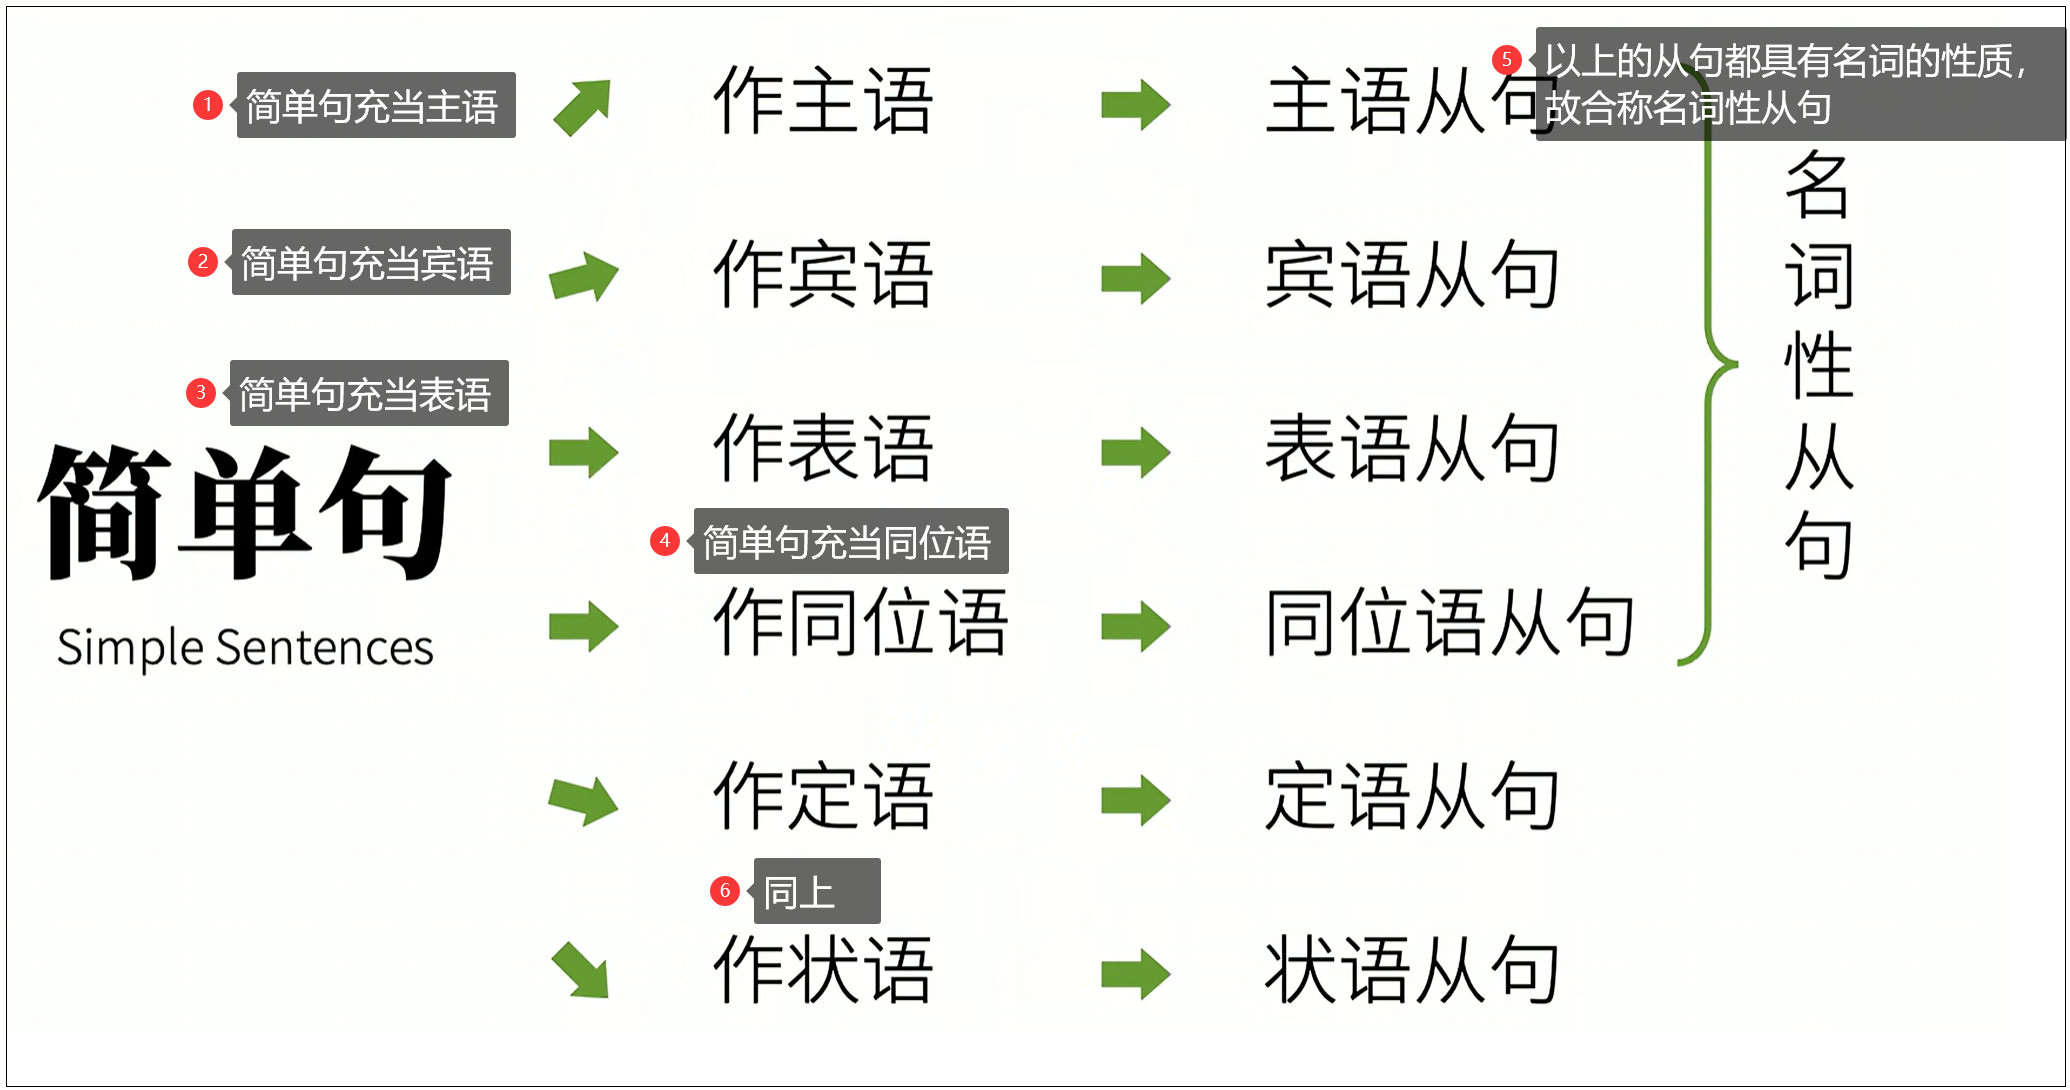 1 简单句充当主语
作主语
主语从句
5 以上的从句都具有名词的性质，
故合称名词性从句
2 简单句充当宾语
作宾语
宾语从句
3 简单句充当表语
作表语
表语从句
简单句
Simple Sentences
4 简单句充当同位语
作同位语
同位语从句
名词性从句
作定语
定语从句
6 同上
作状语
状语从句